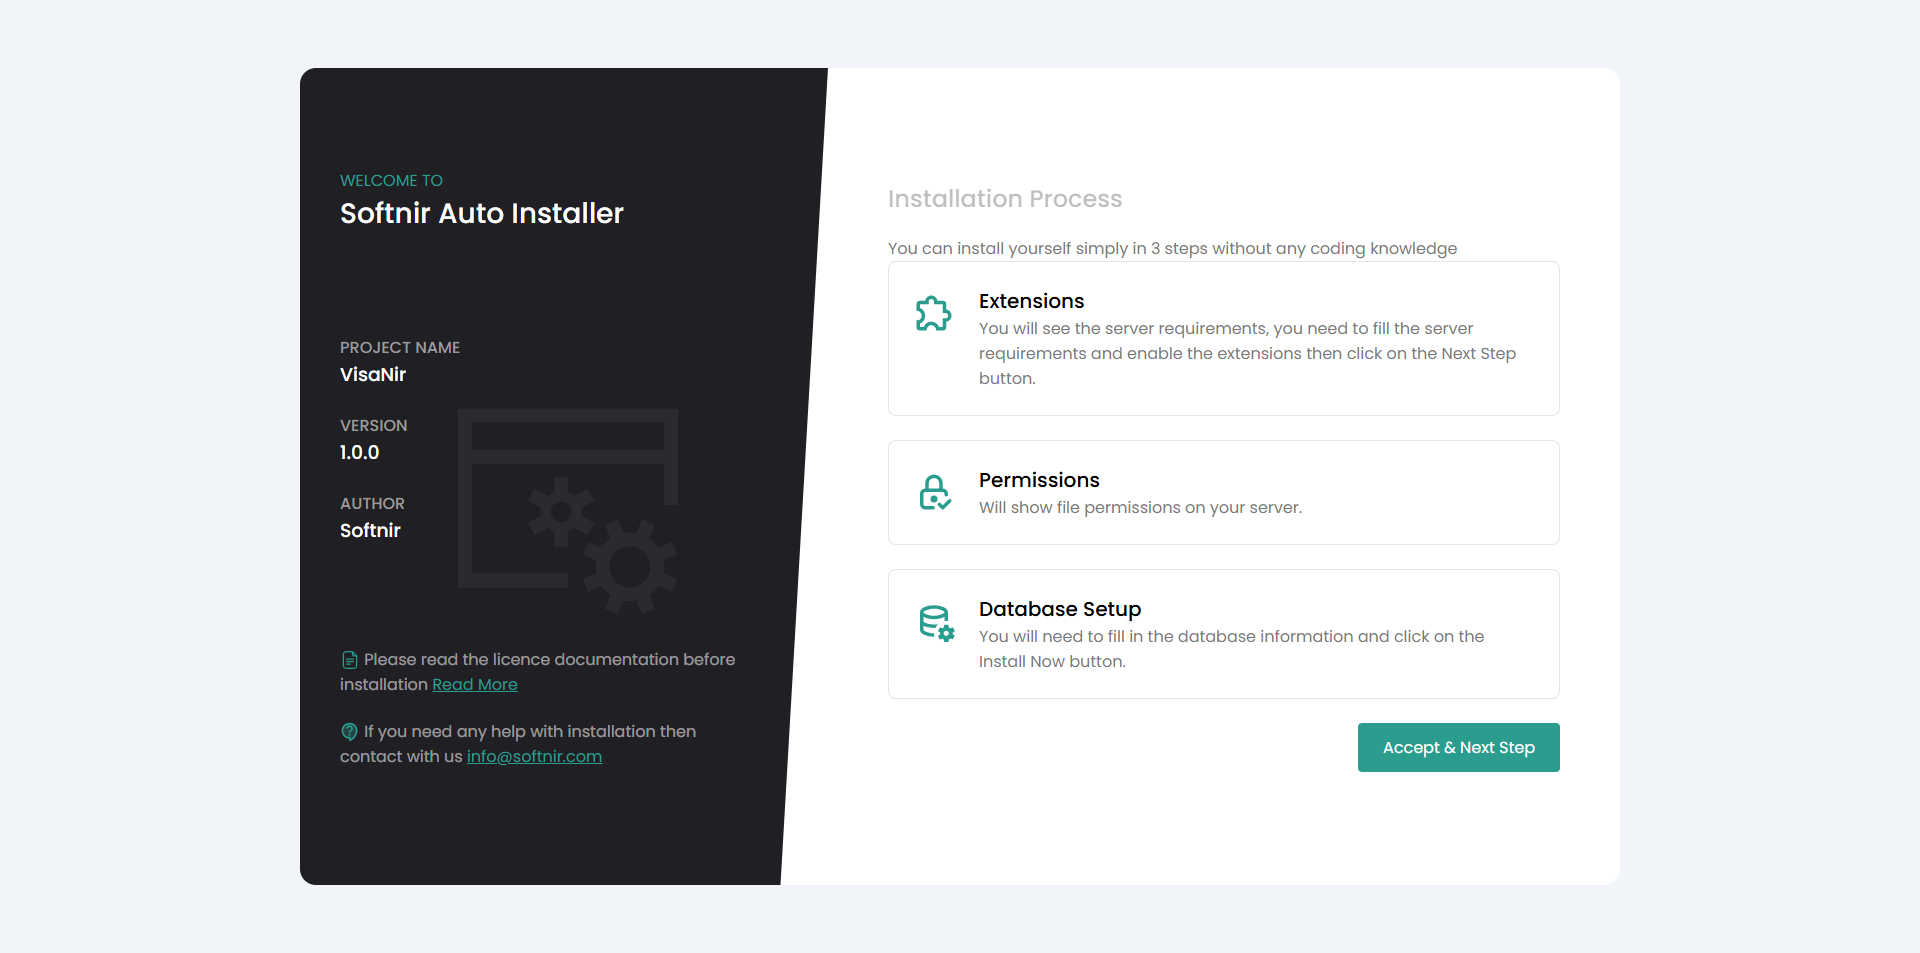 WELCOME TO
Softnir Auto Installer
PROJECT NAME
VisaNir
VERSION
1.0.0
AUTHOR
Softnir
Please read the licence documentation before
installation Read More
If you need any help with installation then
contact with us info@softnir.com
Installation Process
You can install yourself simply in 3 steps without any coding knowledge
Extensions
You will see the server requirements, you need to fill the server
requirements and enable the extensions then click on the Next Step
button.
Permissions
Will show file permissions on your server.
Database Setup
You will need to fill in the database information and click on the
Install Now button.
Accept & Next Step